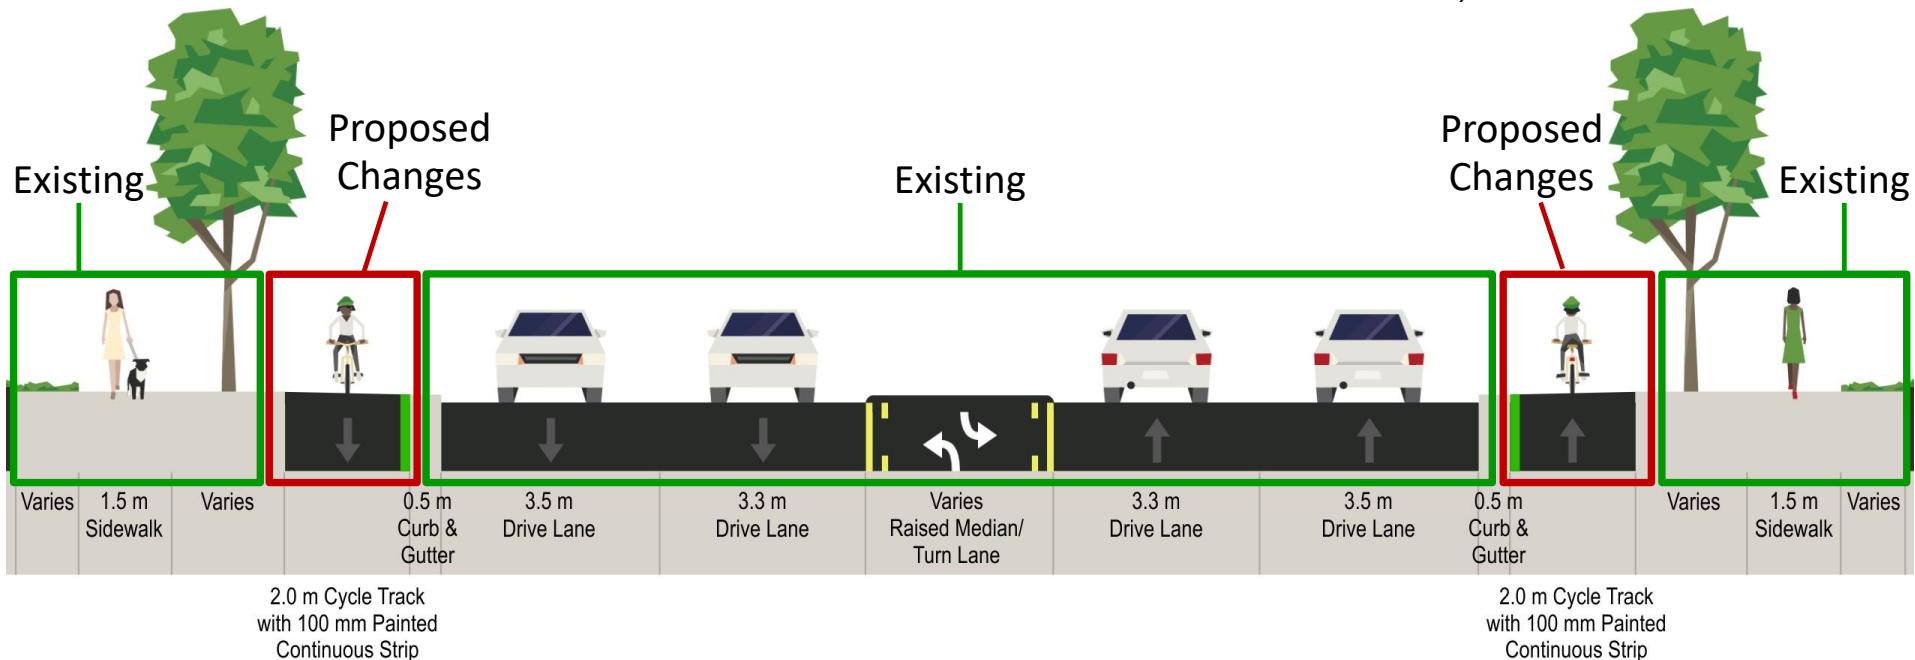 Proposed
Changes
Existing
Existing
Proposed
Changes
Existing
Varies
1.5 m
Sidewalk
Varies
0.5 m
Curb &
Gutter
3.5 m
Drive Lane
3.3 m
Drive Lane
Varies
Raised Median/
Turn Lane
3.3 m
Drive Lane
3.5 m
Drive Lane
0.5 m
Curb &
Gutter
Varies
1.5 m
Sidewalk
Varies
2.0 m Cycle Track
with 100 mm Painted
Continuous Strip
2.0 m Cycle Track
with 100 mm Painted
Continuous Strip